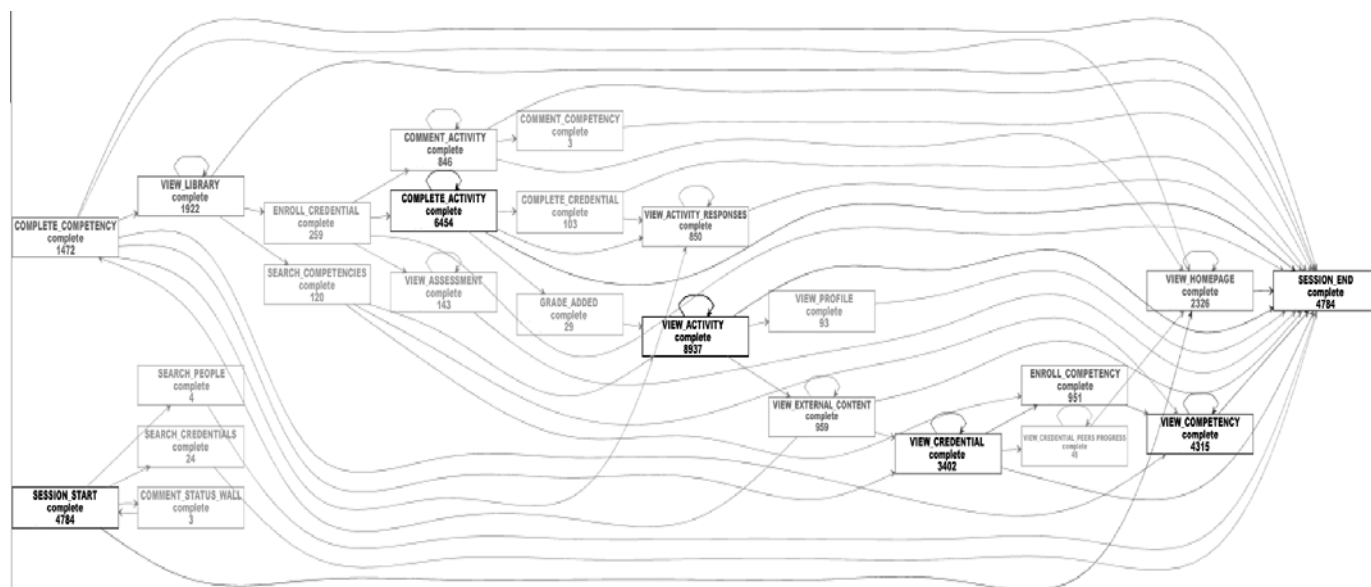 COMMENT_ACTIVITY
complete
846
COMMENT_COMPETENCY
complete
3
VIEW_LIBRARY
complete
1922
COMPLETE_ACTIVITY
complete
6454
COMPLETE_CREDENTIAL
complete
103
ENROLL_CREDENTIAL
complete
259
VIEW_ACTIVITY_RESPONSES
complete
850
COMPLETE_COMPETENCY
complete
1472
SEARCH_COMPETENCIES
complete
120
VIEW_ASSESSMENT
complete
143
GRADE_ADDED
complete
29
VIEW_ACTIVITY
complete
8937
VIEW_PROFILE
complete
93
VIEW_HOMEPAGE
complete
2326
SESSION_END
complete
4784
SEARCH_PEOPLE
complete
4
SEARCH_CREDENTIALS
complete
24
SESSION_START
complete
4784
COMMENT_STATUS_WALL
complete
3
VIEW_EXTERNAL_CONTENT
complete
959
VIEW_CREDENTIAL
complete
3402
ENROLL_COMPETENCY
complete
951
VIEW_CREDENTIAL_PEERS_PROGRESS
complete
VIEW_COMPETENCY
complete
4315